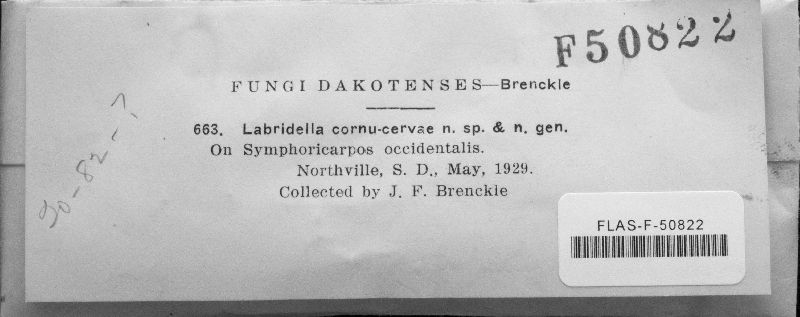 F50822
FUNGI DAKOTENSES—Brenckle
663. Labridella cornu-cervae n. sp. & n. gen.
On Symphoricarpos occidentalis.
Northville, S. D., May, 1929.
Collected by J. F. Brenckle
FLAS-F-50822